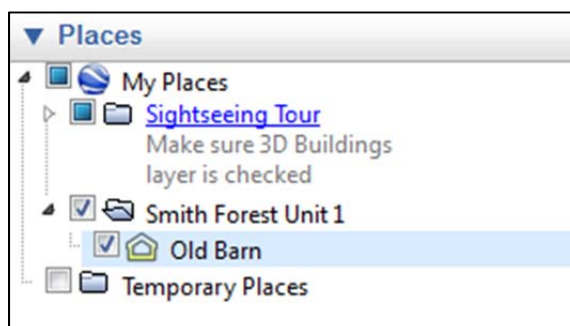 Places
My Places
Sightseeing Tour
Make sure 3D Buildings
layer is checked
Smith Forest Unit 1
Old Barn
Temporary Places